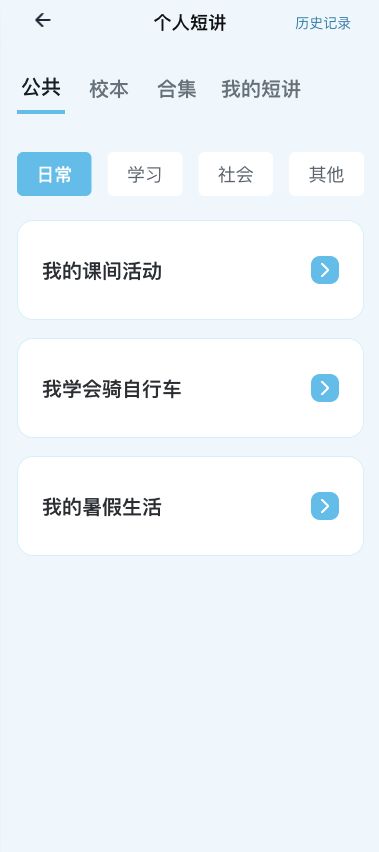 个人短讲 历史记录
公共 校本 合集 我的短讲
日常 学习 社会 其他
我的课间活动
我学会骑自行车
我的暑假生活